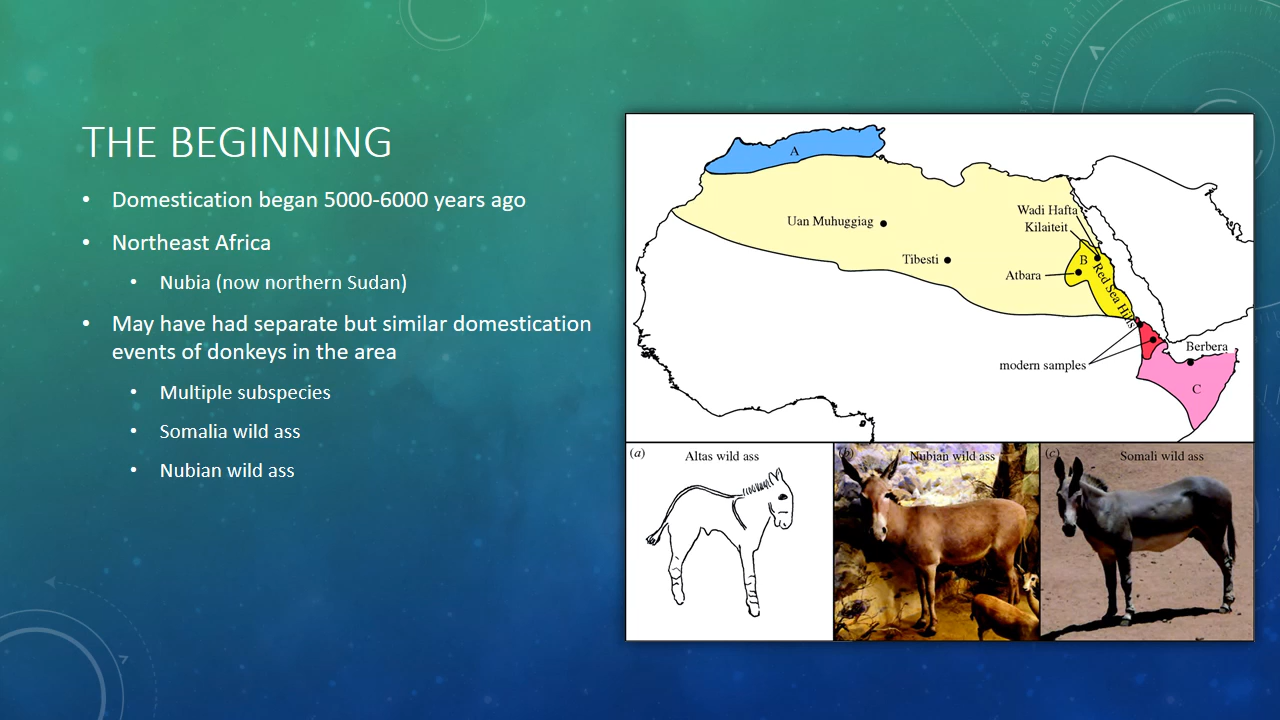 THE BEGINNING
• Domestication began 5000-6000 years ago
• Northeast Africa
• Nubia (now northern Sudan)
• May have had separate but similar domestication
events of donkeys in the area
• Multiple subspecies
• Somalia wild ass
• Nubian wild ass
A
Uan Muhuggiag
Tibesti
Wadi Hafta
Kilaiteit
B
Atbara
Red Sea Hills
modern samples
Berbera
C
(a) Altas wild ass
(b) Nubian wild ass
(c) Somali wild ass
190 200